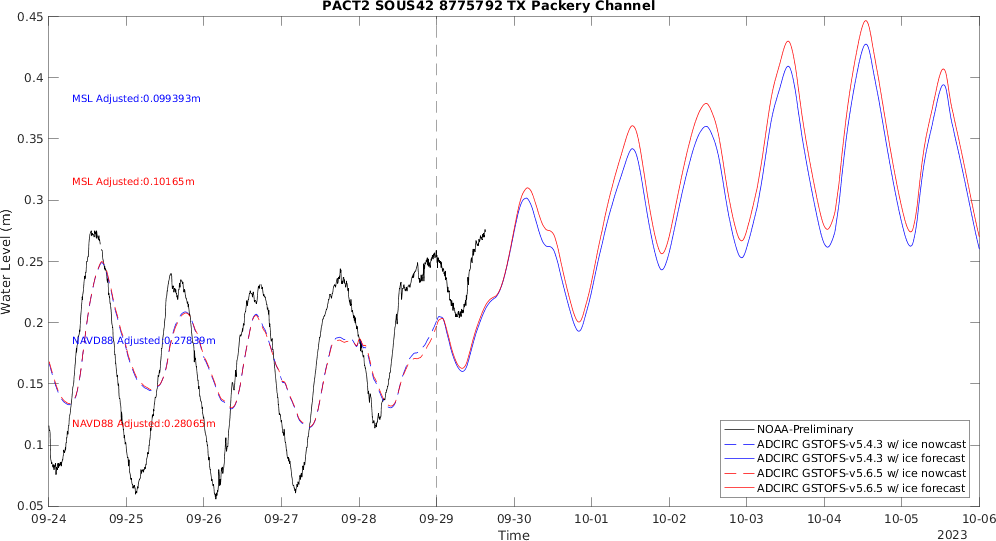 PACT2 SOUS42 8775792 TX Packery Channel
0.45
0.4
0.35
0.3
0.25
0.2
0.15
0.1
0.05
Water Level (m)
MSL Adjusted:0.099393m
MSL Adjusted:0.10165m
NAVD88 Adjusted:0.27839m
NAVD88 Adjusted:0.28065m
NOAA-Preliminary
ADCIRC GSTOFS-v5.4.3 w/ ice nowcast
ADCIRC GSTOFS-v5.4.3 w/ ice forecast
ADCIRC GSTOFS-v5.6.5 w/ ice nowcast
ADCIRC GSTOFS-v5.6.5 w/ ice forecast
09-24 09-25 09-26 09-27 09-28 09-29 09-30 10-01 10-02 10-03 10-04 10-05 10-06
Time
2023